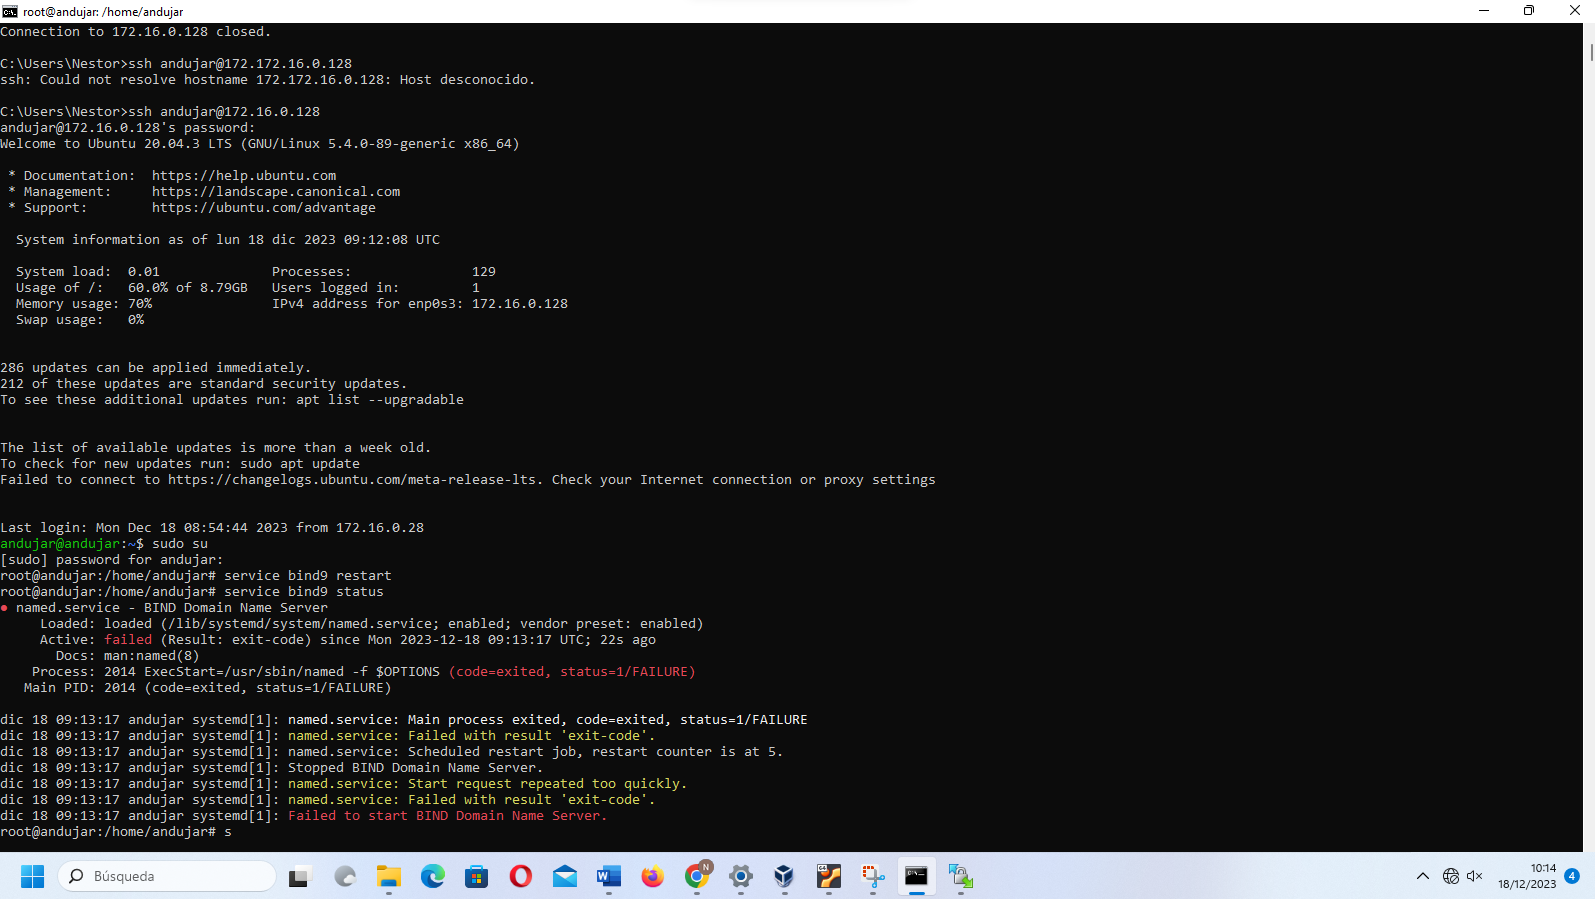 root@andujar: /home/andujar
Connection to 172.16.0.128 closed.
C:\Users\Nestor>ssh andujar@172.172.16.0.128
ssh: Could not resolve hostname 172.172.16.0.128: Host desconocido.
C:\Users\Nestor>ssh andujar@172.16.0.128
andujar@172.16.0.128's password:
Welcome to Ubuntu 20.04.3 LTS (GNU/Linux 5.4.0-89-generic x86_64)
* Documentation:  https://help.ubuntu.com
* Management:     https://landscape.canonical.com
* Support:        https://ubuntu.com/advantage
System information as of lun 18 dic 2023 09:12:08 UTC
System load:  0.01              Processes:               129
Usage of /:   60.0% of 8.79GB   Users logged in:         1
Memory usage: 70%               IPv4 address for enp0s3: 172.16.0.128
Swap usage:   0%
286 updates can be applied immediately.
212 of these updates are standard security updates.
To see these additional updates run: apt list --upgradable
The list of available updates is more than a week old.
To check for new updates run: sudo apt update
Failed to connect to https://changelogs.ubuntu.com/meta-release-lts. Check your Internet connection or proxy settings
Last login: Mon Dec 18 08:54:44 2023 from 172.16.0.28
andujar@andujar:~$ sudo su
[sudo] password for andujar:
root@andujar:/home/andujar# service bind9 restart
root@andujar:/home/andujar# service bind9 status
● named.service - BIND Domain Name Server
Loaded: loaded (/lib/systemd/system/named.service; enabled; vendor preset: enabled)
Active: failed (Result: exit-code) since Mon 2023-12-18 09:13:17 UTC; 22s ago
Docs: man:named(8)
Process: 2014 ExecStart=/usr/sbin/named -f $OPTIONS (code=exited, status=1/FAILURE)
Main PID: 2014 (code=exited, status=1/FAILURE)
dic 18 09:13:17 andujar systemd[1]: named.service: Main process exited, code=exited, status=1/FAILURE
dic 18 09:13:17 andujar systemd[1]: named.service: Failed with result 'exit-code'.
dic 18 09:13:17 andujar systemd[1]: named.service: Scheduled restart job, restart counter is at 5.
dic 18 09:13:17 andujar systemd[1]: Stopped BIND Domain Name Server.
dic 18 09:13:17 andujar systemd[1]: named.service: Start request repeated too quickly.
dic 18 09:13:17 andujar systemd[1]: named.service: Failed with result 'exit-code'.
dic 18 09:13:17 andujar systemd[1]: Failed to start BIND Domain Name Server.
root@andujar:/home/andujar# s
Búsqueda
N
10:14
18/12/2023
4